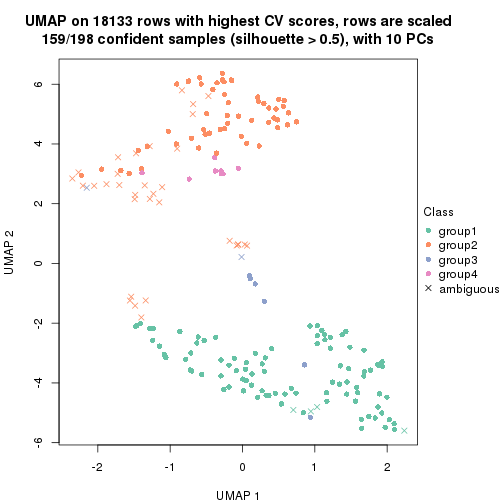 UMAP on 18133 rows with highest CV scores, rows are scaled
159/198 confident samples (silhouette > 0.5), with 10 PCs
6
4
2
0
-2
-4
-6
UMAP 2
-2
-1
0
1
2
UMAP 1
Class
group1
group2
group3
group4
ambiguous